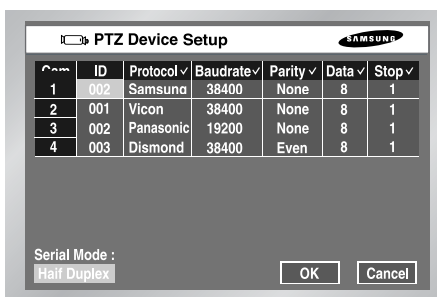 PTZ Device Setup SAMSUNG
Cam ID Protocol✓ Baudrate✓ Parity✓ Data✓ Stop✓
1 002 Samsung 38400 None 8 1
2 001 Vicon 38400 None 8 1
3 002 Panasonic 19200 None 8 1
4 003 Dismond 38400 Even 8 1
Serial Mode :
Haif Duplex OK Cancel